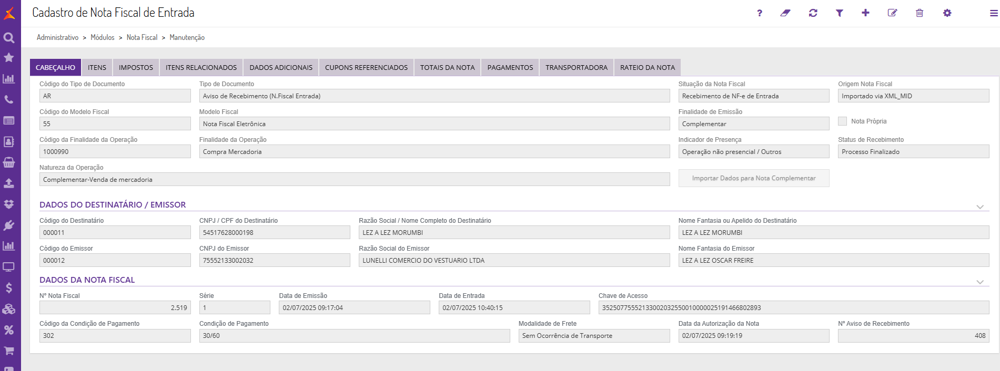 Cadastro de Nota Fiscal de Entrada
Administrativo > Módulos > Nota Fiscal > Manutenção
CABEÇALHO ITENS IMPOSTOS ITENS RELACIONADOS DADOS ADICIONAIS CUPONS REFERENCIADOS TOTAIS DA NOTA PAGAMENTOS TRANSPORTADORA RATEIO DA NOTA
Código do Tipo de Documento Tipo de Documento Situação da Nota Fiscal Origem Nota Fiscal
AR Aviso de Recebimento (N.Fiscal Entrada) Recebimento de NF-e de Entrada Importado via XML_MID
Código do Modelo Fiscal Modelo Fiscal Finalidade de Emissão
55 Nota Fiscal Eletrônica Complementar Nota Própria
Código da Finalidade da Operação Finalidade da Operação Indicador de Presença Status de Recebimento
1000990 Compra Mercadoria Operação não presencial / Outros Processo Finalizado
Natureza da Operação
Complementar-Venda de mercadoria Importar Dados para Nota Complementar
DADOS DO DESTINATÁRIO / EMISSOR
Código do Destinatário CNPJ / CPF do Destinatário Razão Social / Nome Completo do Destinatário Nome Fantasia ou Apelido do Destinatário
000011 54517628000198 LEZ A LEZ MORUMBI LEZ A LEZ MORUMBI
Código do Emissor CNPJ do Emissor Razão Social do Emissor Nome Fantasia do Emissor
000012 75552133002032 LUNELLI COMERCIO DO VESTUARIO LTDA LEZ A LEZ OSCAR FREIRE
DADOS DA NOTA FISCAL
Nº Nota Fiscal Série Data de Emissão Data de Entrada Chave de Acesso
2.519 1 02/07/2025 09:17:04 02/07/2025 10:40:15 35250775552133002032550010000025191466802893
Código da Condição de Pagamento Condição de Pagamento Modalidade de Frete Data da Autorização da Nota Nº Aviso de Recebimento
302 30/60 Sem Ocorrência de Transporte 02/07/2025 09:19:19 408